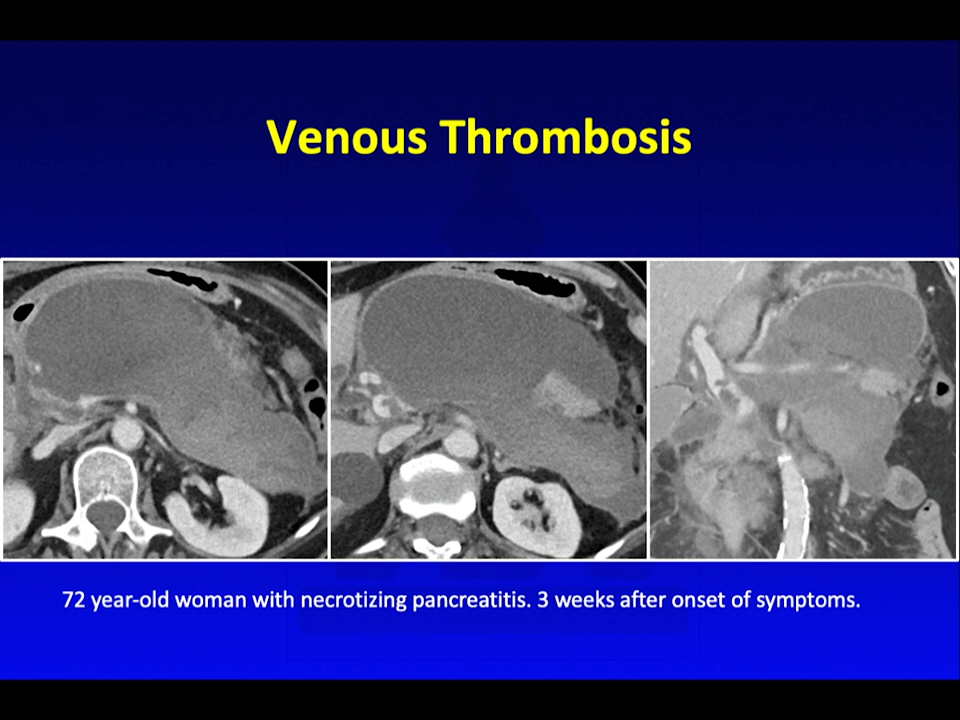 Venous Thrombosis
72 year-old woman with necrotizing pancreatitis. 3 weeks after onset of symptoms.